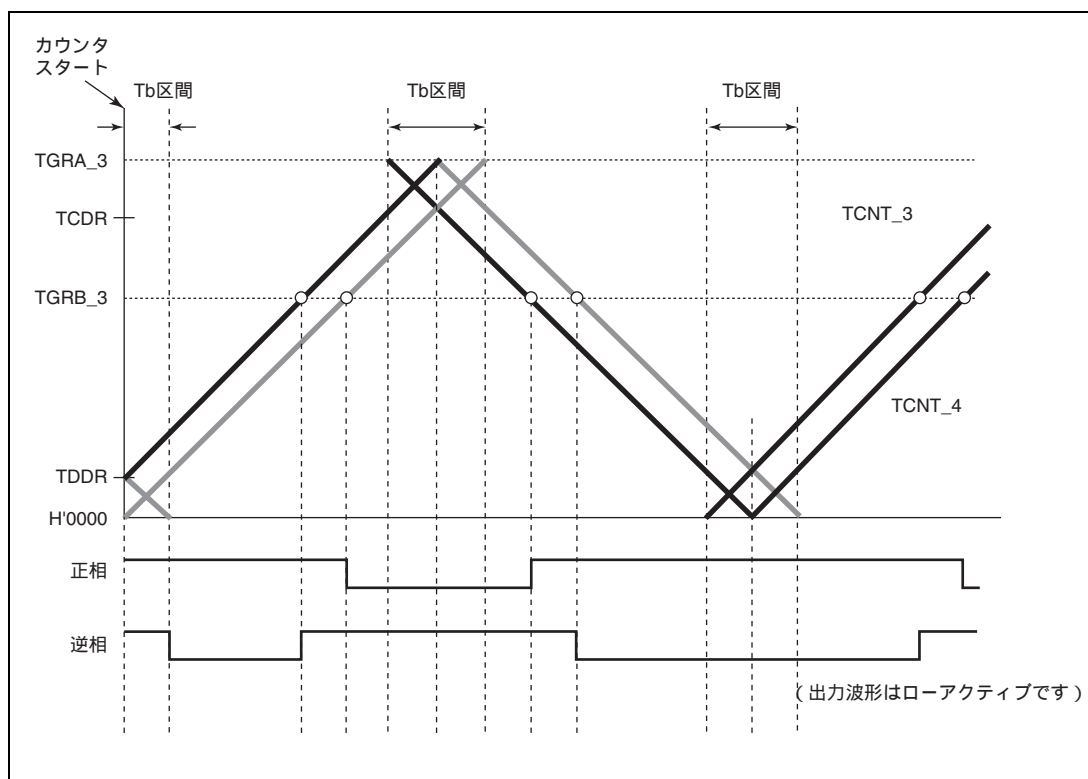 カウンタ
スタート
Tb区間
Tb区間
Tb区間
TGRA_3
TCDR
TCNT_3
TGRB_3
TCNT_4
TDDR
H'0000
正相
逆相
(出力波形はローアクティブです)